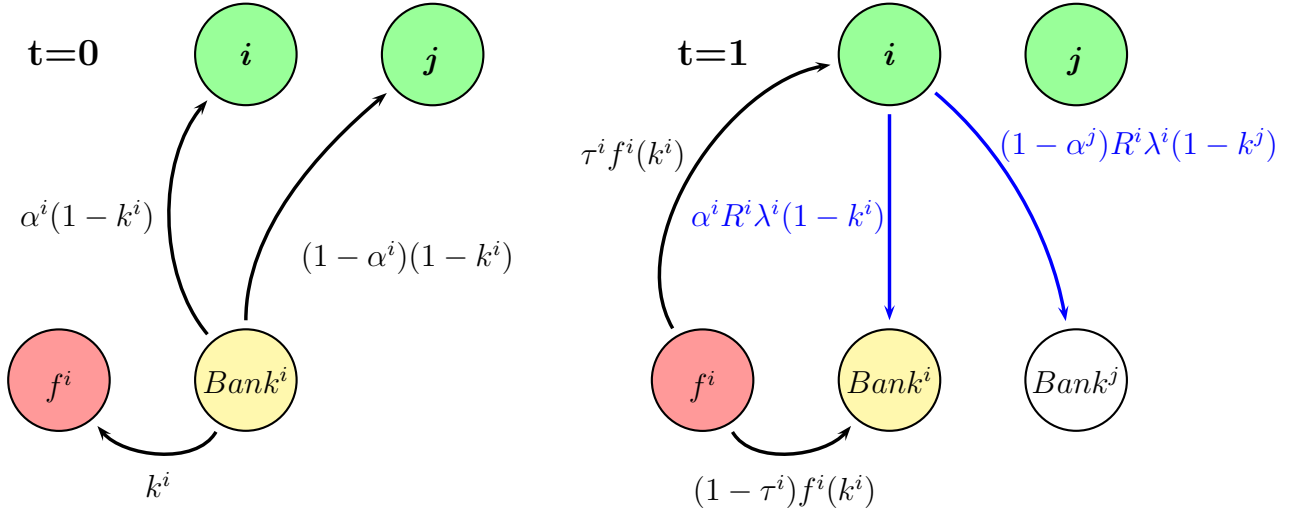 t=0
i
j
α^i(1 − k^i)
(1 − α^i)(1 − k^i)
f^i
Bank^i
k^i
t=1
i
j
τ^i f^i(k^i)
α^i R^i λ^i(1 − k^i)
(1 − α^j)R^i λ^i(1 − k^j)
f^i
Bank^i
Bank^j
(1 − τ^i)f^i(k^i)